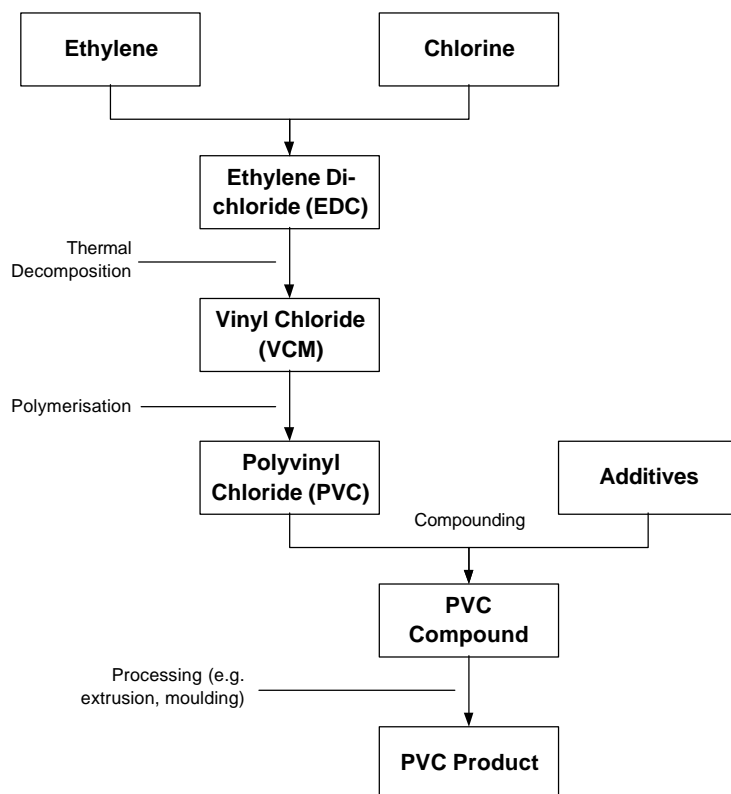 Ethylene
Chlorine
Ethylene Di-
chloride (EDC)
Thermal
Decomposition
Vinyl Chloride
(VCM)
Polymerisation
Polyvinyl
Chloride (PVC)
Additives
Compounding
PVC
Compound
Processing (e.g.
extrusion, moulding)
PVC Product